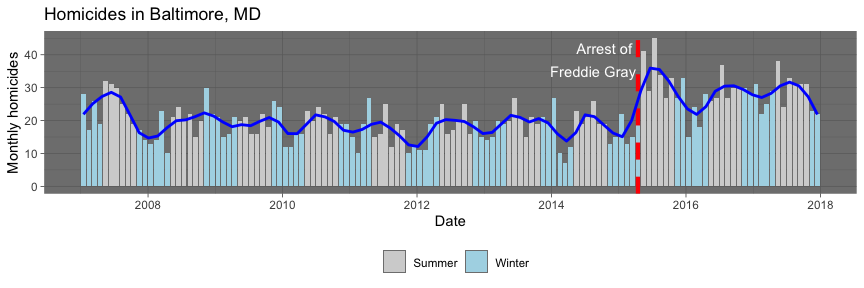 Homicides in Baltimore, MD
Monthly homicides
40
30
20
10
0
Arrest of
Freddie Gray
2008
2010
2012
2014
2016
2018
Date
Summer
Winter